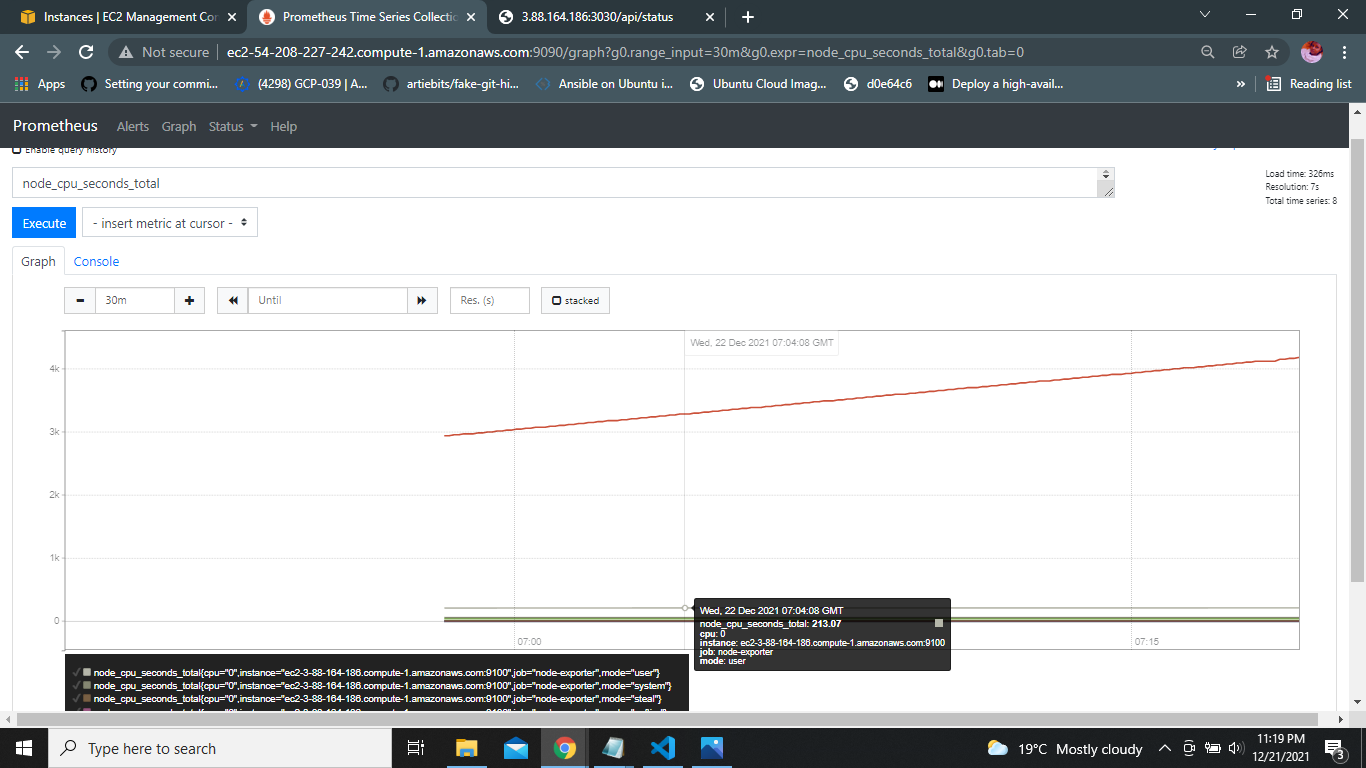 Instances | EC2 Management Con
Prometheus Time Series Collectio
3.88.164.186:3030/api/status
Not secure
ec2-54-208-227-242.compute-1.amazonaws.com:9090/graph?g0.range_input=30m&g0.expr=node_cpu_seconds_total&g0.tab=0
Apps
Setting your commi...
(4298) GCP-039 | A...
artiebits/fake-git-hi...
Ansible on Ubuntu i...
Ubuntu Cloud Imag...
d0e64c6
Deploy a high-avail...
»
Reading list
Prometheus
Alerts
Graph
Status
Help
Enable query history
node_cpu_seconds_total
Load time: 326ms
Resolution: 7s
Total time series: 8
Execute
- insert metric at cursor -
Graph
Console
30m
Until
Res. (s)
stacked
Wed, 22 Dec 2021 07:04:08 GMT
4k
3k
2k
1k
0
07:00
07:15
Wed, 22 Dec 2021 07:04:08 GMT
node_cpu_seconds_total: 213.07
cpu: 0
instance: ec2-3-88-164-186.compute-1.amazonaws.com:9100
job: node-exporter
mode: user
node_cpu_seconds_total{cpu="0",instance="ec2-3-88-164-186.compute-1.amazonaws.com:9100",job="node-exporter",mode="user"}
node_cpu_seconds_total{cpu="0",instance="ec2-3-88-164-186.compute-1.amazonaws.com:9100",job="node-exporter",mode="system"}
node_cpu_seconds_total{cpu="0",instance="ec2-3-88-164-186.compute-1.amazonaws.com:9100",job="node-exporter",mode="steal"}
Type here to search
19°C Mostly cloudy
11:19 PM
12/21/2021
3